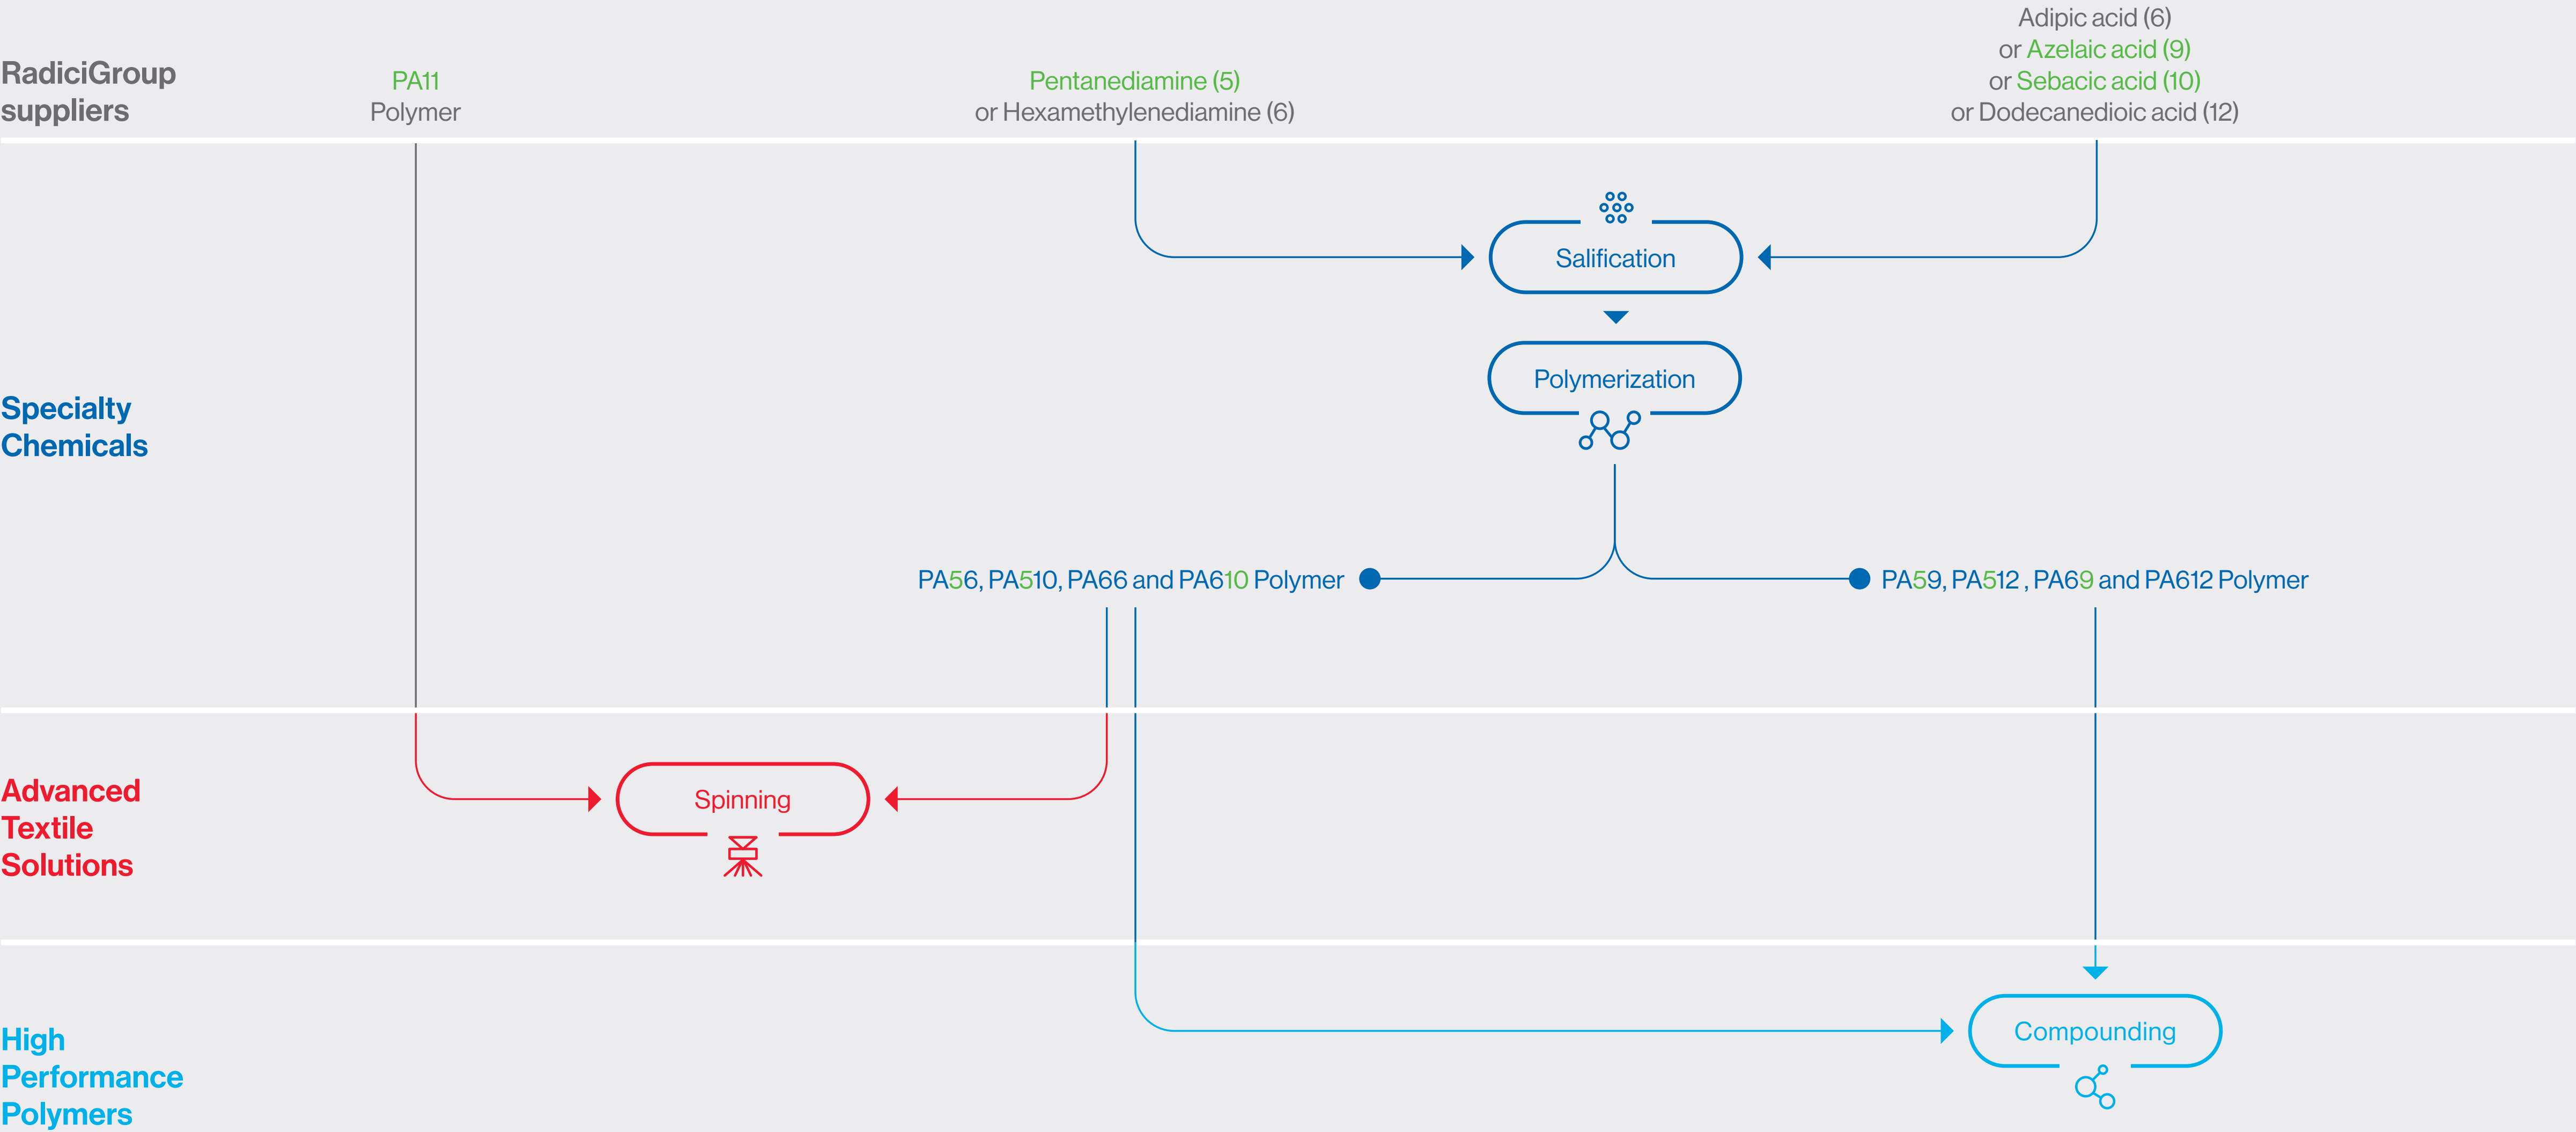 RadiciGroup
suppliers
PA11
Polymer
Pentanediamine (5)
or Hexamethylenediamine (6)
Adipic acid (6)
or Azelaic acid (9)
or Sebacic acid (10)
or Dodecanedioic acid (12)
Specialty
Chemicals
Salification
Polymerization
PA56, PA510, PA66 and PA610 Polymer
PA59, PA512 , PA69 and PA612 Polymer
Advanced
Textile
Solutions
Spinning
High
Performance
Polymers
Compounding